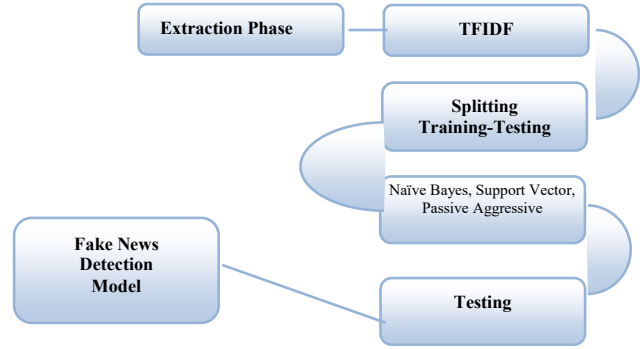 Extraction Phase
TFIDF
Splitting
Training-Testing
Naïve Bayes, Support Vector,
Passive Aggressive
Fake News
Detection
Model
Testing